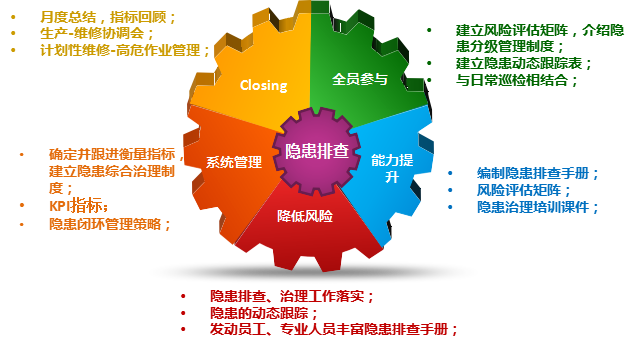 • 月度总结，指标回顾；
• 生产-维修协调会；
• 计划性维修-高危作业管理；
• 建立风险评估矩阵，介绍隐
患分级管理制度；
• 建立隐患动态跟踪表；
• 与日常巡检相结合；
Closing
全员参与
隐患排查
系统管理
能力提
升
降低风险
• 确定并跟进衡量指标，
建立隐患综合治理制
度；
• KPI指标；
• 隐患闭环管理策略；
• 编制隐患排查手册；
• 风险评估矩阵；
• 隐患治理培训课件；
• 隐患排查、治理工作落实；
• 隐患的动态跟踪；
• 发动员工、专业人员丰富隐患排查手册；